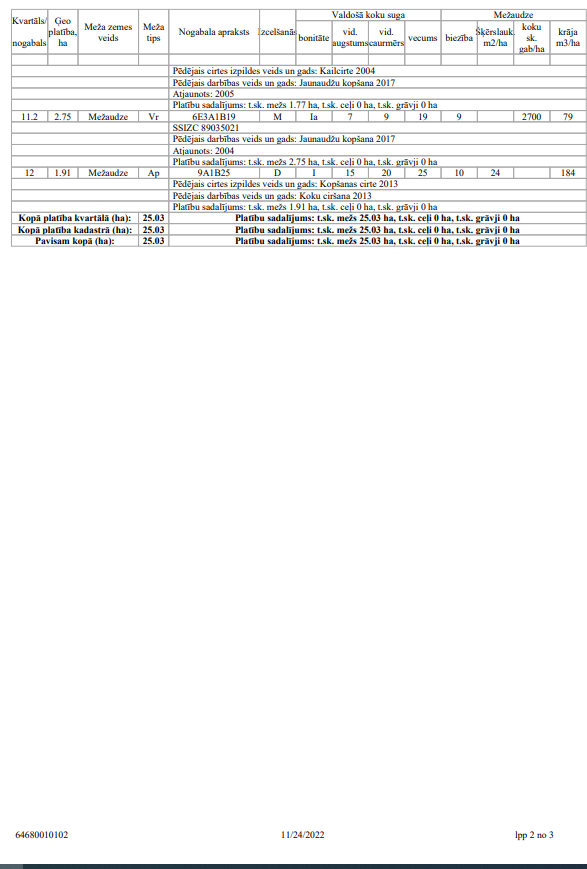 Kvartāls/ nogabals Ģeo platība, ha Meža zemes veids Meža tips Nogabala apraksts Izcelšanās Valdošā koku suga Mežaudze
bonitāte vid. augstums vid. caurmērs vecums biezība Šķērslauk. m2/ha koku sk. gab/ha krāja m3/ha
Pēdējais cirtes izpildes veids un gads: Kailcirte 2004
Pēdējais darbības veids un gads: Jaunaudžu kopšana 2017
Atjaunots: 2005
Platību sadalījums: t.sk. mežs 1.77 ha, t.sk. ceļi 0 ha, t.sk. grāvji 0 ha
11.2 2.75 Mežaudze Vr 6E3A1B19 M Ia 7 9 19 9 2700 79
SSIZC 89035021
Pēdējais darbības veids un gads: Jaunaudžu kopšana 2017
Atjaunots: 2004
Platību sadalījums: t.sk. mežs 2.75 ha, t.sk. ceļi 0 ha, t.sk. grāvji 0 ha
12 1.91 Mežaudze Ap 9A1B25 D I 15 20 25 10 24 184
Pēdējais cirtes izpildes veids un gads: Kopšanas cirte 2013
Pēdējais darbības veids un gads: Koku ciršana 2013
Platību sadalījums: t.sk. mežs 1.91 ha, t.sk. ceļi 0 ha, t.sk. grāvji 0 ha
Kopā platība kvartālā (ha): 25.03 Platību sadalījums: t.sk. mežs 25.03 ha, t.sk. ceļi 0 ha, t.sk. grāvji 0 ha
Kopā platība kadastrā (ha): 25.03 Platību sadalījums: t.sk. mežs 25.03 ha, t.sk. ceļi 0 ha, t.sk. grāvji 0 ha
Pavisam kopā (ha): 25.03 Platību sadalījums: t.sk. mežs 25.03 ha, t.sk. ceļi 0 ha, t.sk. grāvji 0 ha
64680010102 11/24/2022 lpp 2 no 3